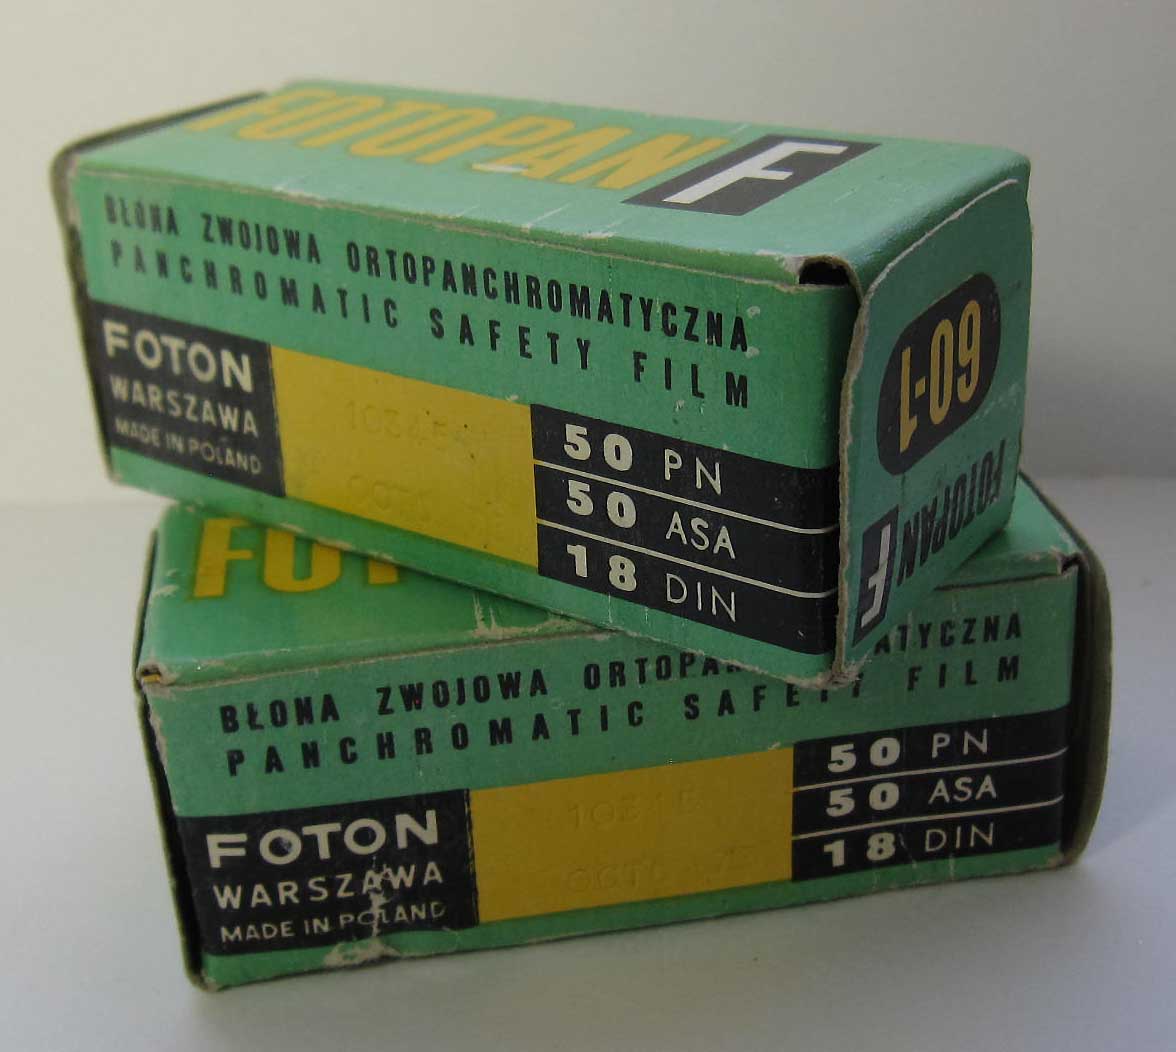 FOTOPAN F
BŁONA ZWOJOWA ORTOPANCHROMATYCZNA
PANCHROMATIC SAFETY FILM
FOTON
WARSZAWA
MADE IN POLAND
50 PN
50 ASA
18 DIN
60-1
FOTOPAN F
BŁONA ZWOJOWA
PANCHROMATIC SAFETY FILM
FOTON
WARSZAWA
MADE IN POLAND
50 PN
50 ASA
18 DIN